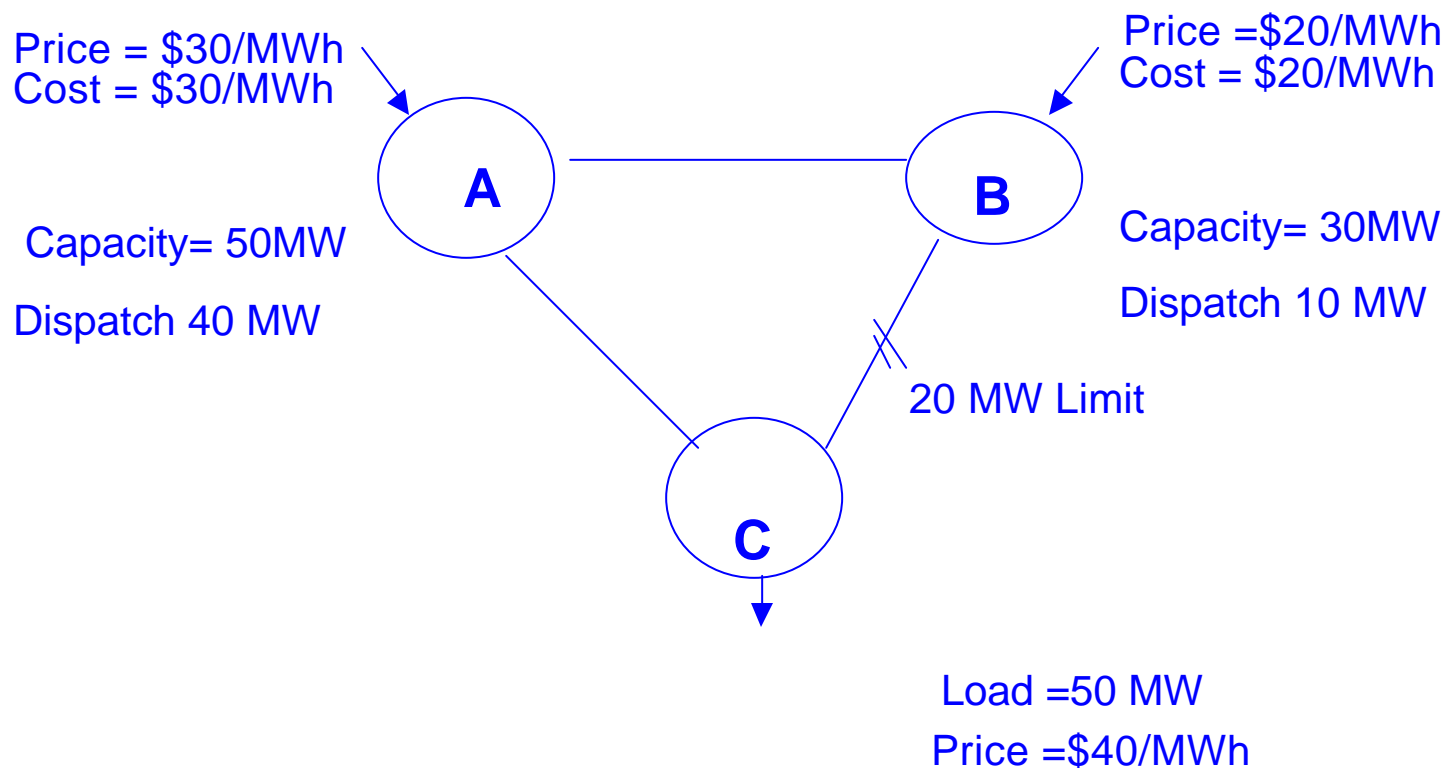 Price = $30/MWh
Cost = $30/MWh
Price =$20/MWh
Cost = $20/MWh
A
B
Capacity= 50MW
Capacity= 30MW
Dispatch 40 MW
Dispatch 10 MW
20 MW Limit
C
Load =50 MW
Price =$40/MWh